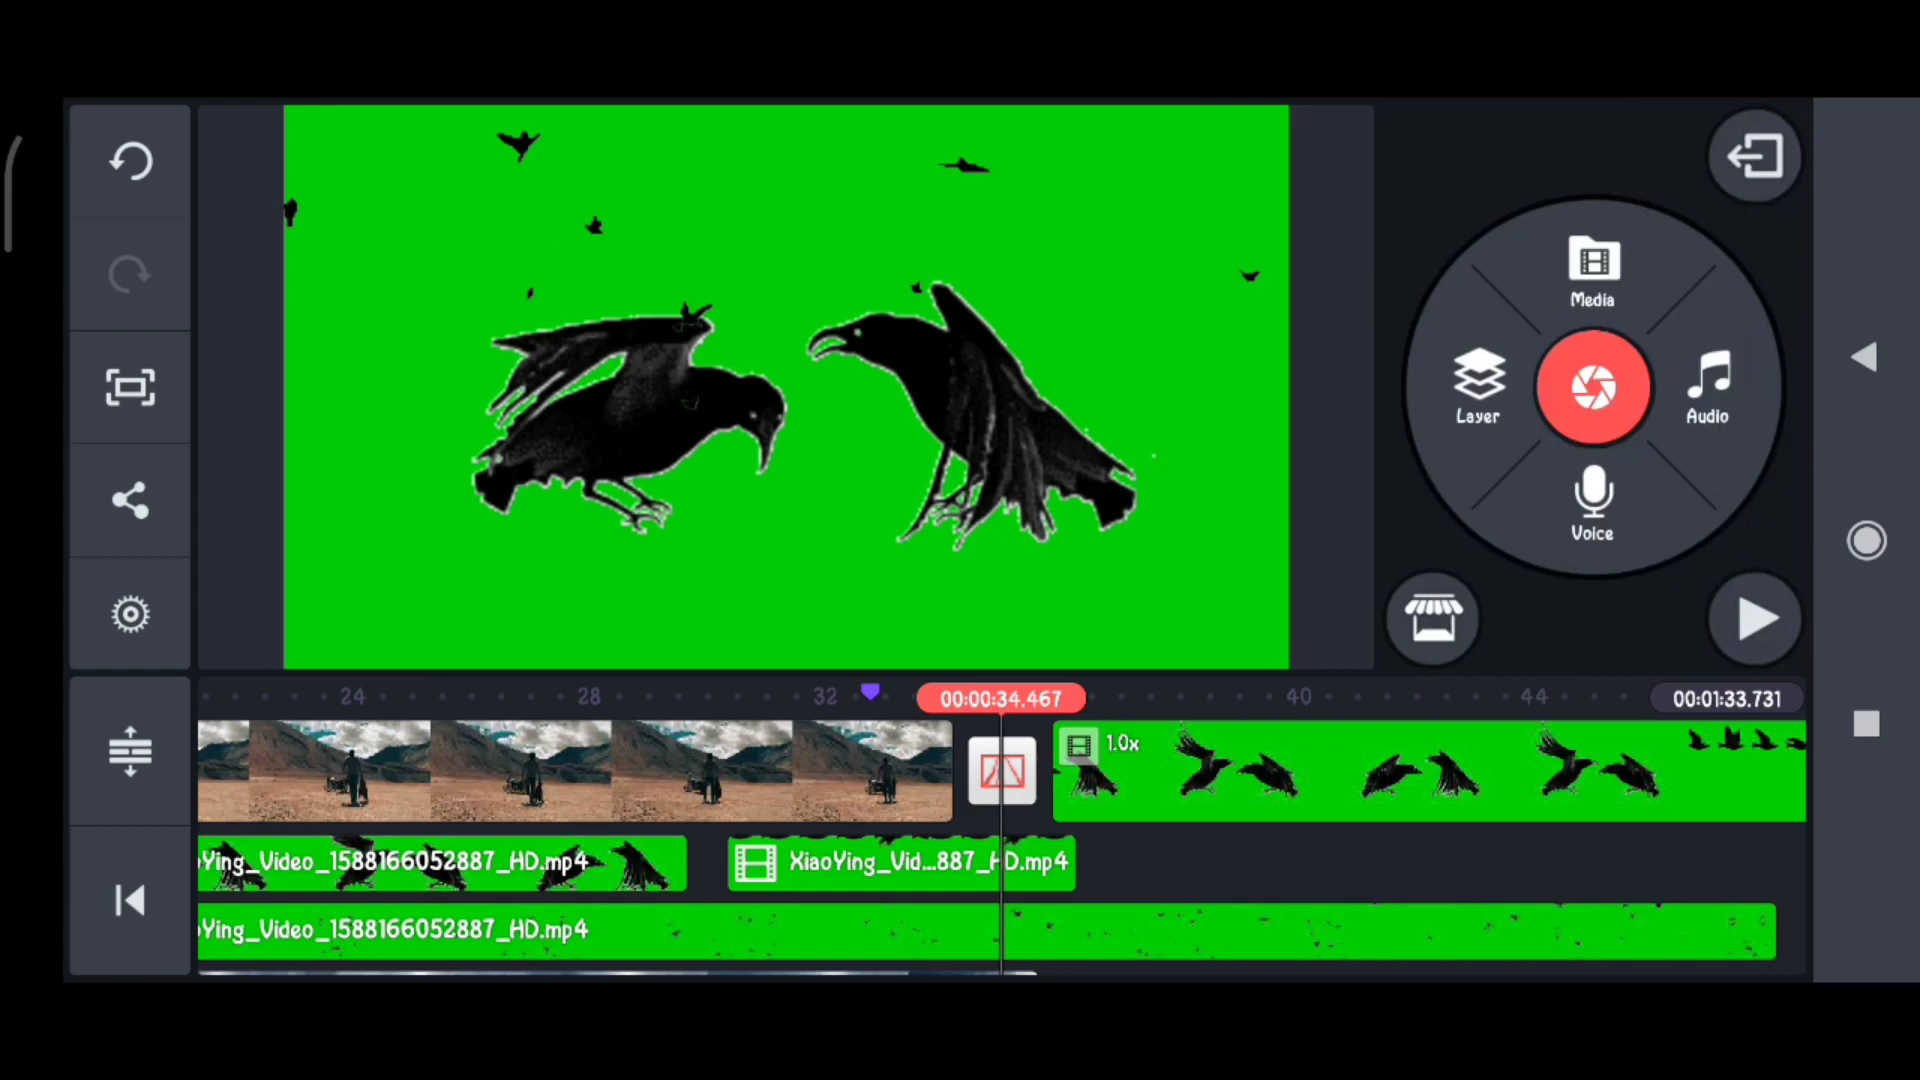 Media
Layer
Audio
Voice
24
28
32
00:00:34.467
40
44
00:01:33.731
1.0x
Ying_Video_1588166052887_HD.mp4
XiaoYing_Vid...887_HD.mp4
Ying_Video_1588166052887_HD.mp4